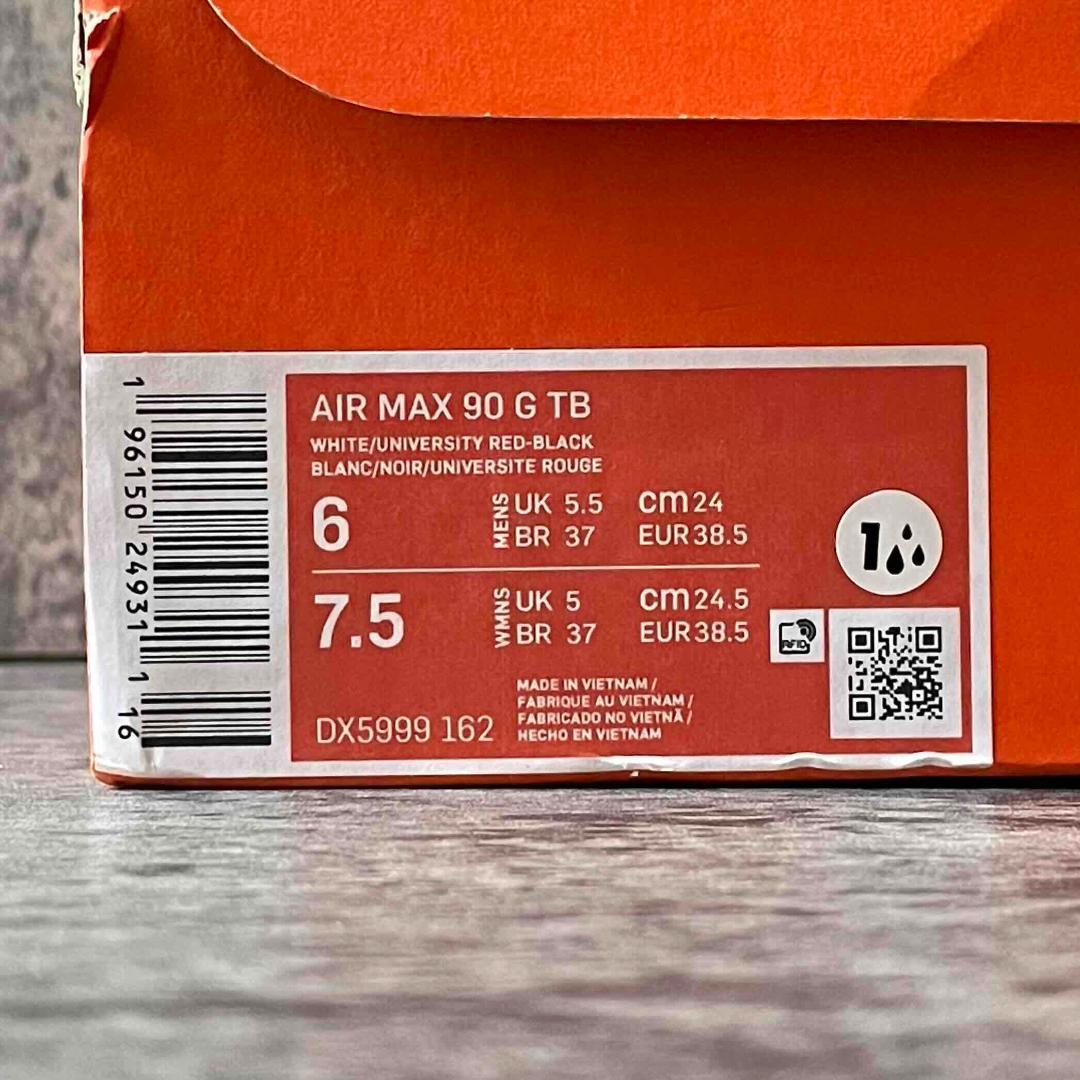 1 96150 24931 1 16
AIR MAX 90 G TB
WHITE/UNIVERSITY RED-BLACK
BLANC/NOIR/UNIVERSITE ROUGE
6 MENS UK 5.5 cm 24
BR 37 EUR 38.5
7.5 WMNS UK 5 cm 24.5
BR 37 EUR 38.5
1
RFID
MADE IN VIETNAM /
FABRIQUE AU VIETNAM /
FABRICADO NO VIETNÃ /
HECHO EN VIETNAM
DX5999 162